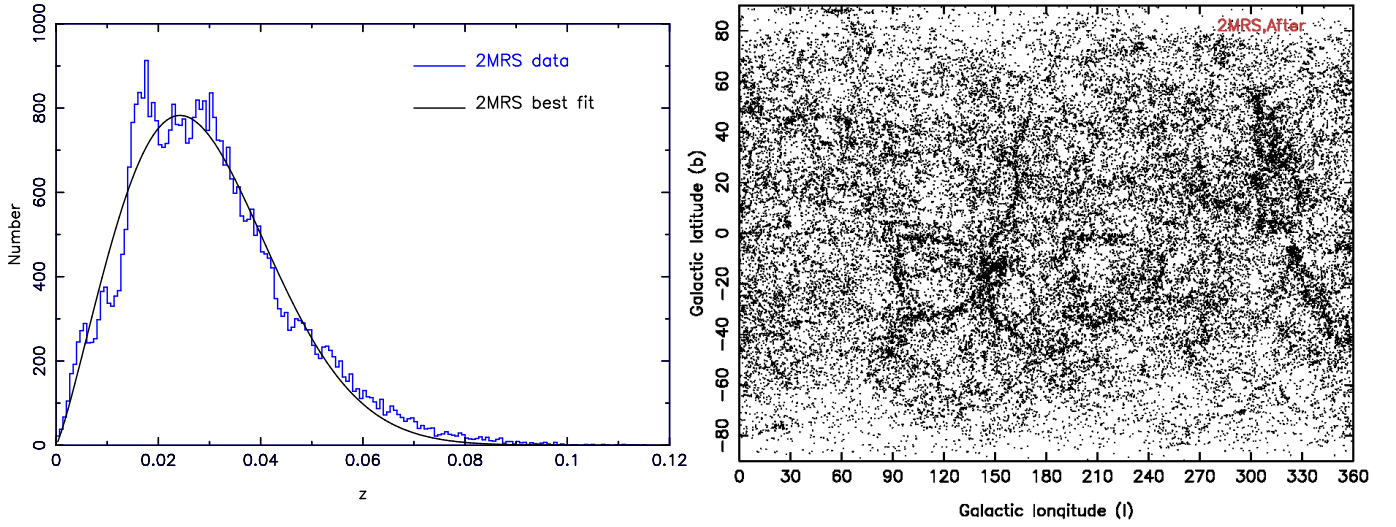 1000
800
600
400
200
0
Number
2MRS data
2MRS best fit
0 0.02 0.04 0.06 0.08 0.1 0.12
z
80
60
40
20
0
−20
−40
−60
−80
Galactic latitude (b)
2MRS,After
0 30 60 90 120 150 180 210 240 270 300 330 360
Galactic longitude (l)